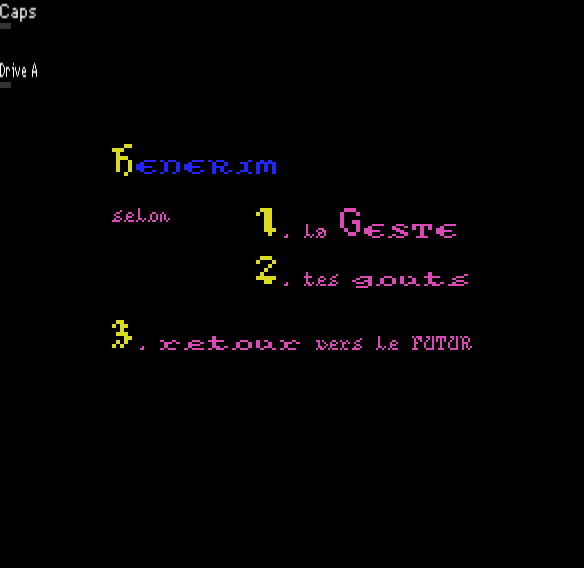 Caps
Drive A
HENERIM
selon 1. la GESTE
2. tes gouts
3. retour vers le FUTUR